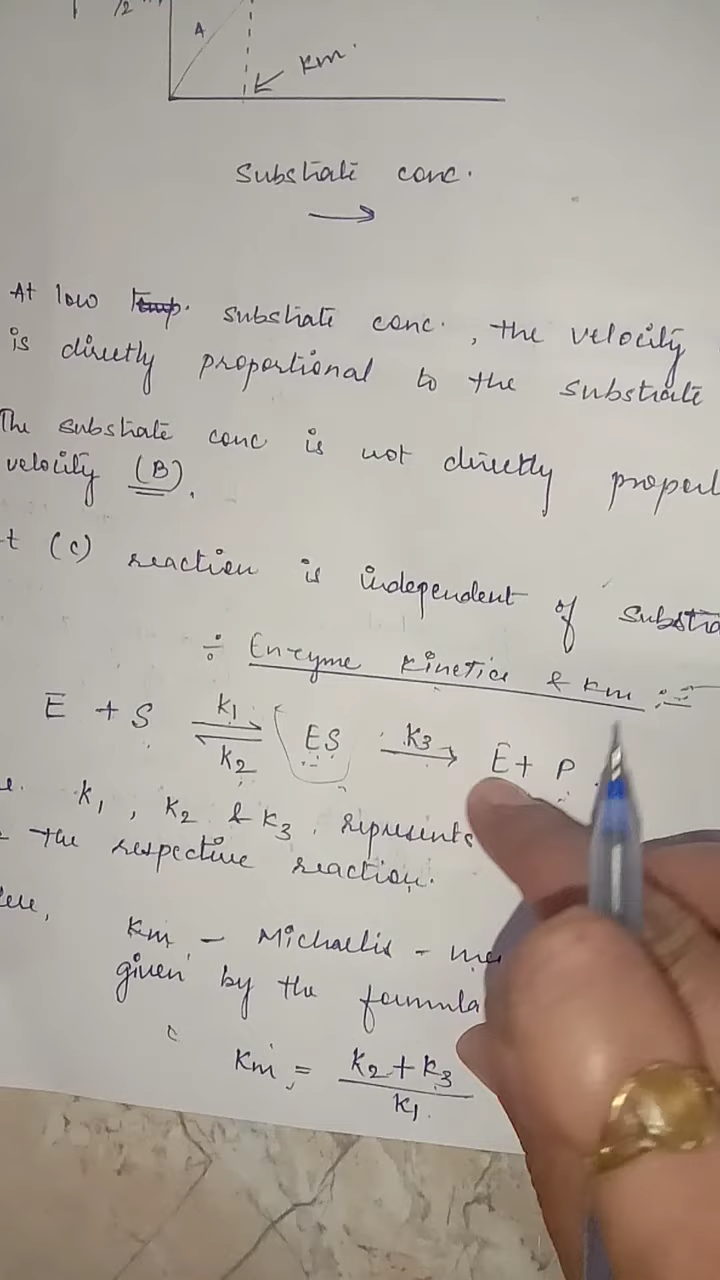 1/2
A
Km.
Substrate conc.
At low temp. substrate conc., the velocity
is directly proportional to the substrate
The substrate conc is not directly
velocity (B).
(c) reaction is independent of
÷ Enzyme kinetics & Km :-
E + S k1 k2 ES k3 E + P
k1, k2 & k3, represents
the respective reaction.
Km - Michaelis -
given by the formula
Km = k2 + k3
k1